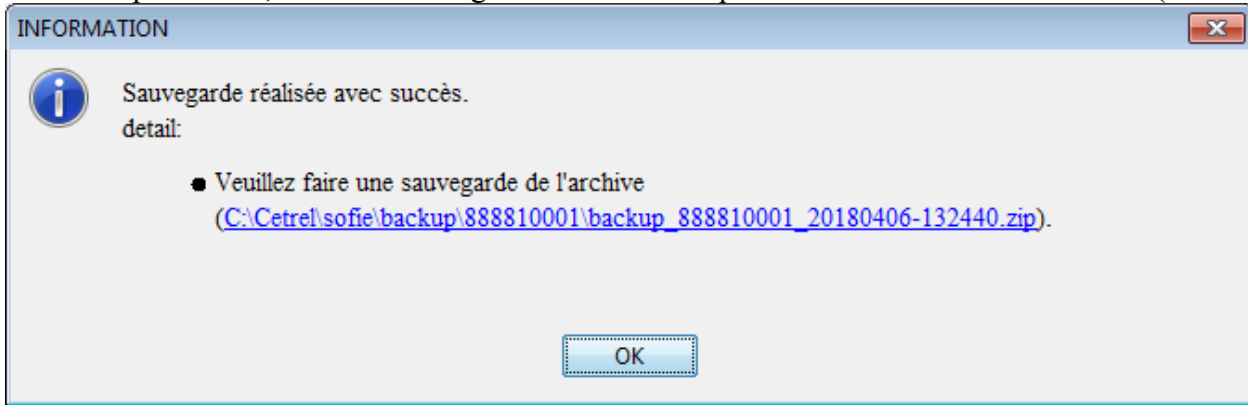 INFORMATION
Sauvegarde réalisée avec succès.
detail:
Veuillez faire une sauvegarde de l'archive
(C:\Cetrel\sofie\backup\888810001\backup_888810001_20180406-132440.zip).
OK